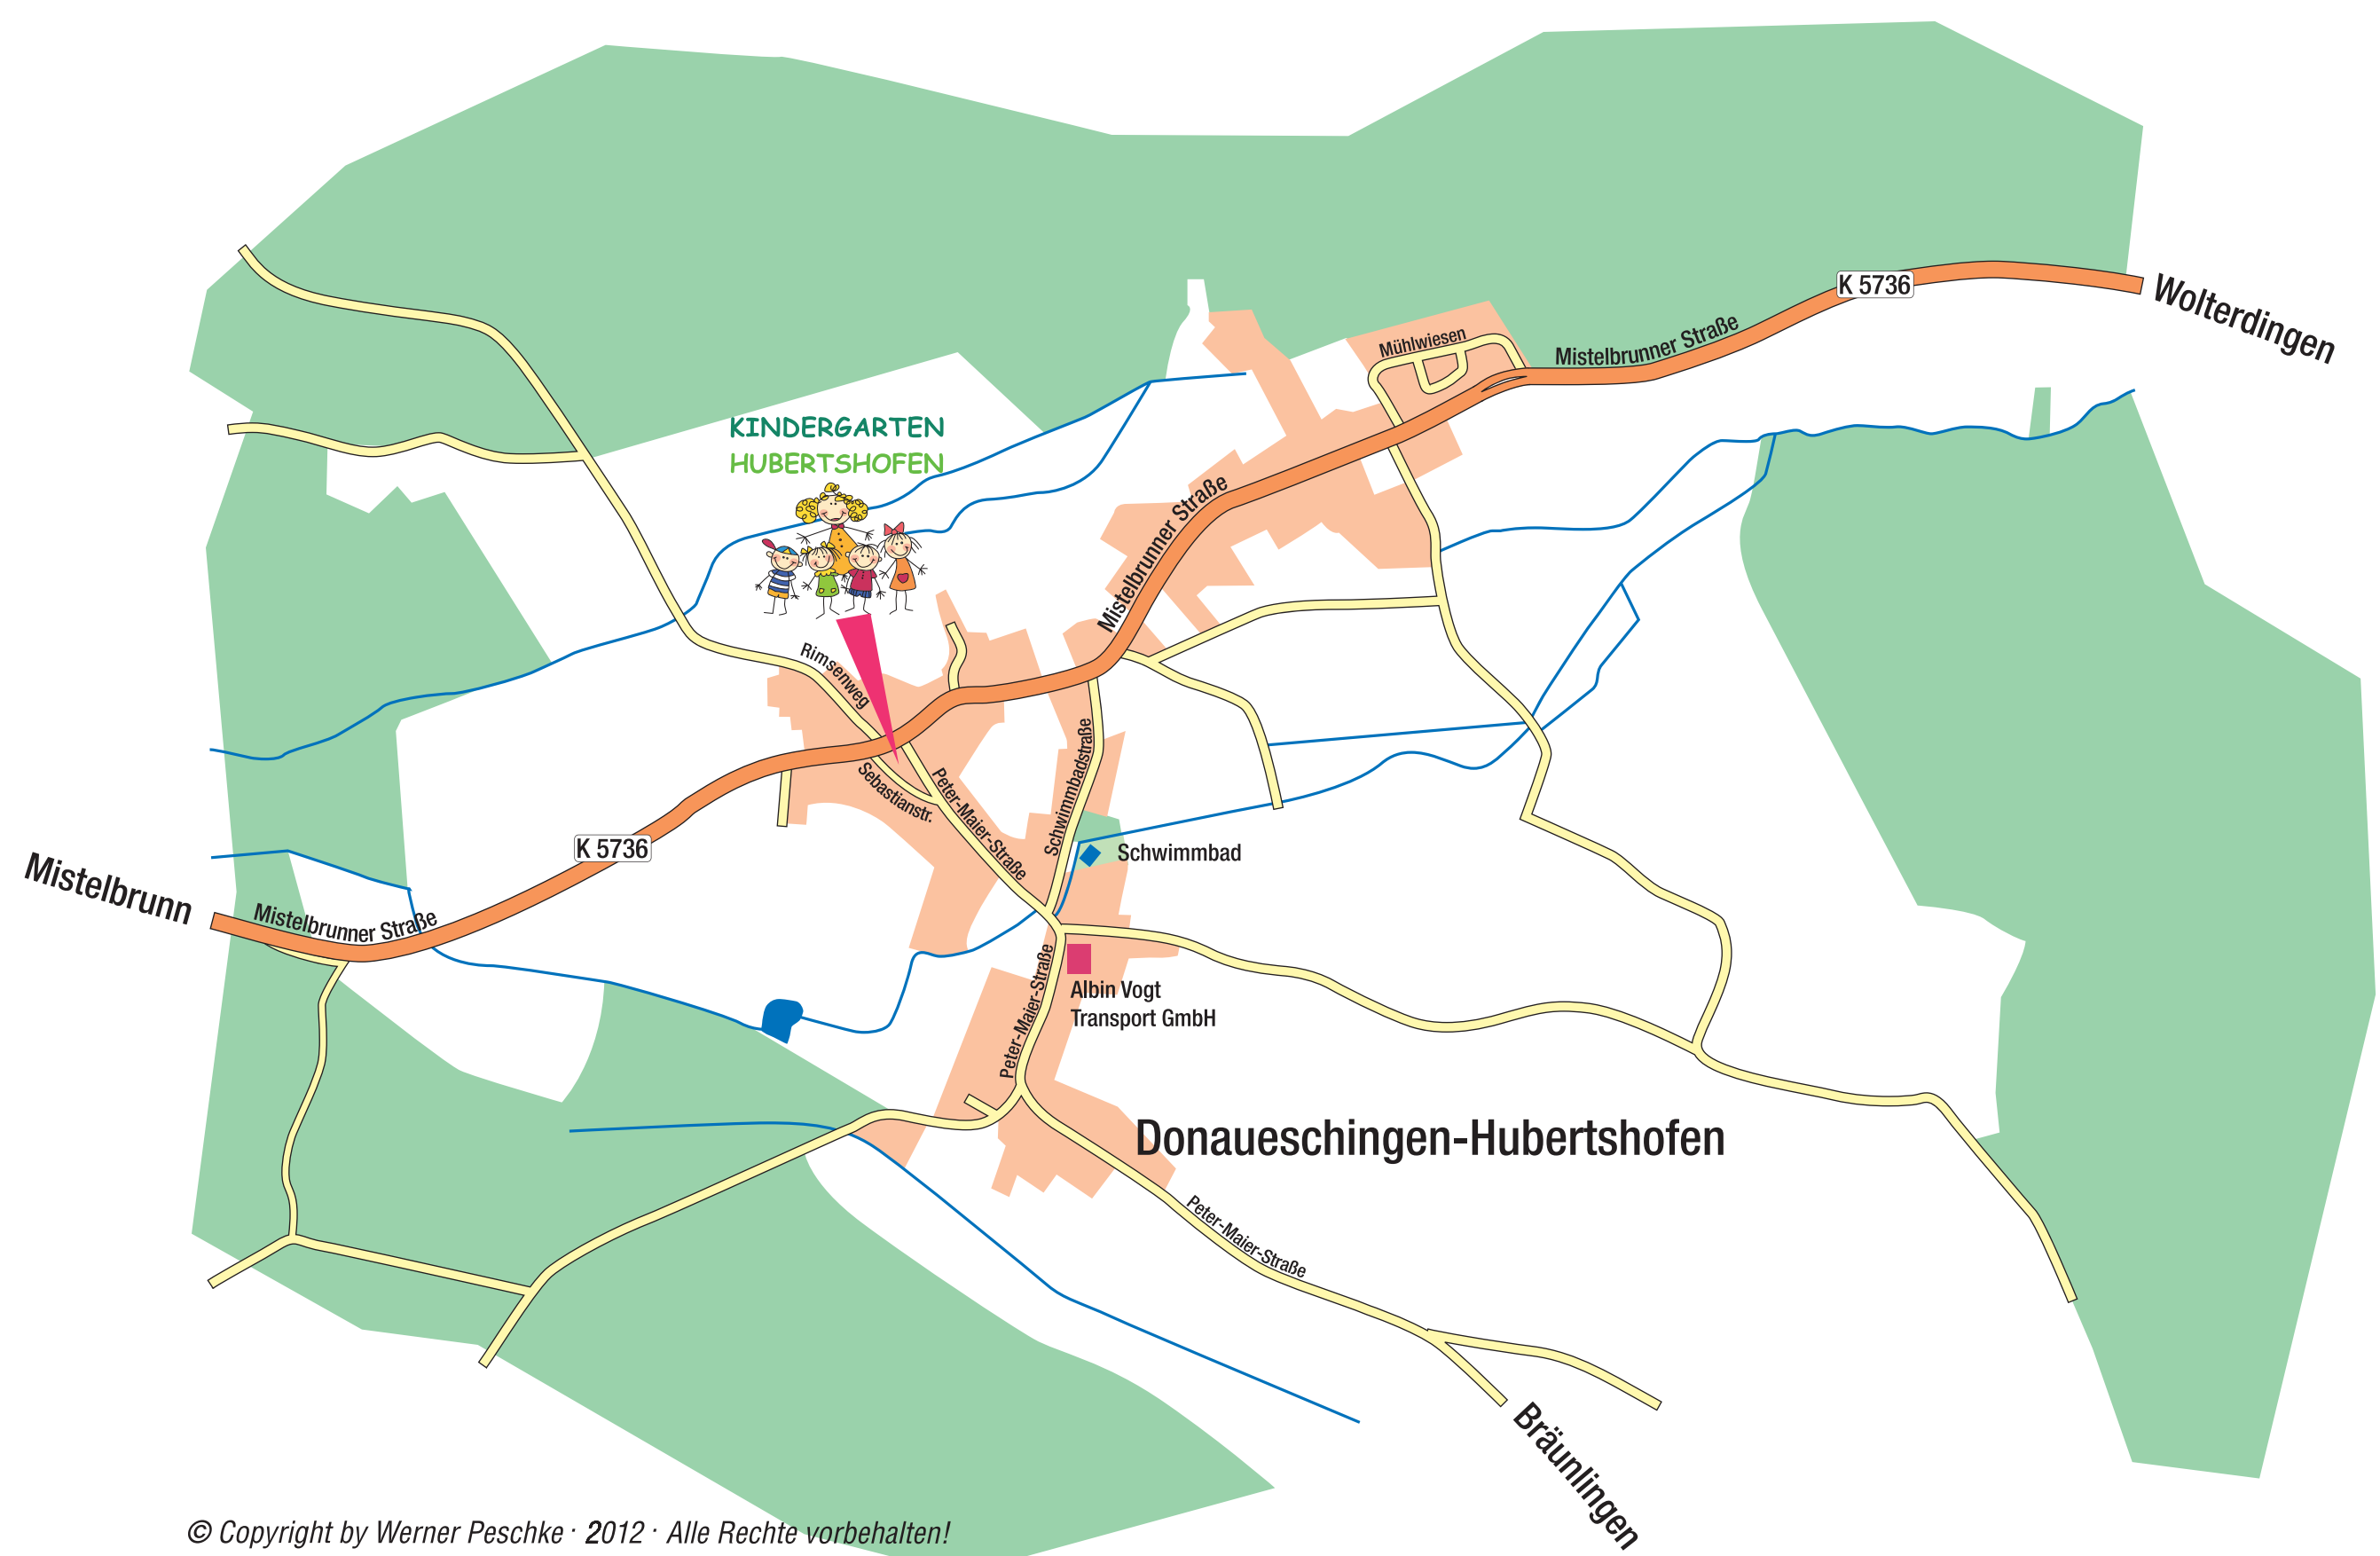 K 5736
Wolterdingen
Mistelbrunner Straße
Mühlwiesen
KINDERGARTEN
HUBERTSHOFEN
Mistelbrunner Straße
Rimsenweg
Sebastianstr.
Peter-Maier-Straße
Schwimmbadstraße
K 5736
Schwimmbad
Mistelbrunn
Mistelbrunner Straße
Peter-Maier-Straße
Albin Vogt
Transport GmbH
Donaueschingen-Hubertshofen
Peter-Maier-Straße
Bräunlingen
© Copyright by Werner Peschke · 2012 · Alle Rechte vorbehalten!